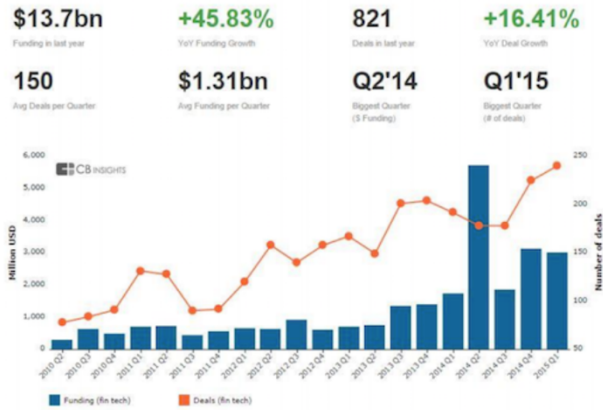 $13.7bn +45.83% 821 +16.41%
Funding in last year YoY Funding Growth Deals in last year YoY Deal Growth
150 $1.31bn Q2'14 Q1'15
Avg Deals per Quarter Avg Funding per Quarter Biggest Quarter Biggest Quarter
($ Funding) (# of deals)
CB INSIGHTS
6,000 250
5,000
4,000 200
3,000 150
2,000 100
1,000
0 50
Million USD
Number of deals
2010 Q2 2010 Q3 2010 Q4 2011 Q1 2011 Q2 2011 Q3 2011 Q4 2012 Q1 2012 Q2 2012 Q3 2012 Q4 2013 Q1 2013 Q2 2013 Q3 2013 Q4 2014 Q1 2014 Q2 2014 Q3 2014 Q4 2015 Q1
Funding (fin tech) Deals (fin tech)